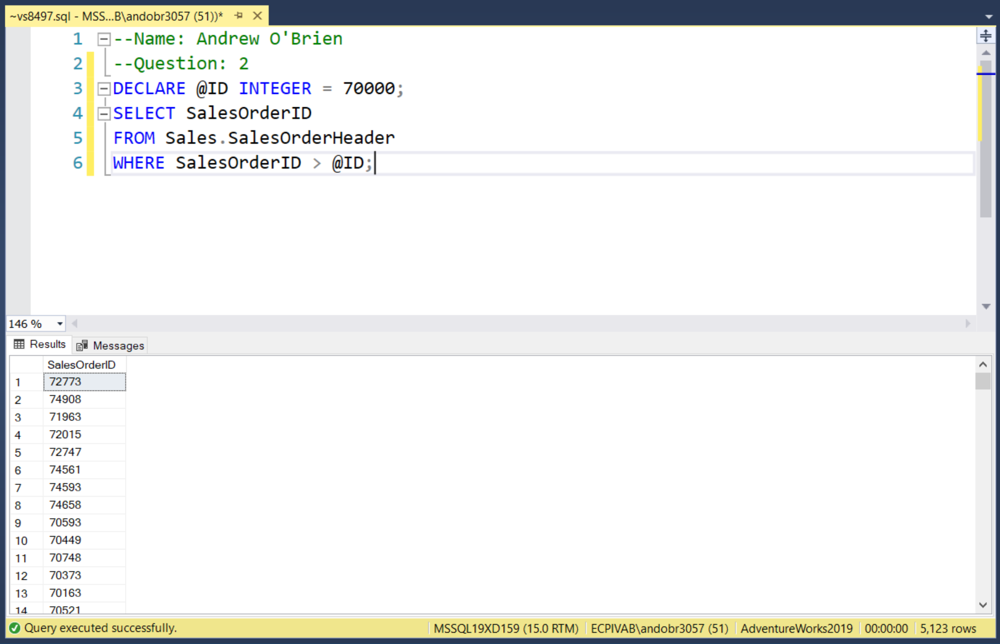 ~vs8497.sql - MSS...B\andobr3057 (51))*
1 --Name: Andrew O'Brien
2 --Question: 2
3 DECLARE @ID INTEGER = 70000;
4 SELECT SalesOrderID
5 FROM Sales.SalesOrderHeader
6 WHERE SalesOrderID > @ID;
146 %
Results Messages
SalesOrderID
1 72773
2 74908
3 71963
4 72015
5 72747
6 74561
7 74593
8 74658
9 70593
10 70449
11 70748
12 70373
13 70163
14 70521
Query executed successfully. MSSQL19XD159 (15.0 RTM) ECPIVAB\andobr3057 (51) AdventureWorks2019 00:00:00 5,123 rows